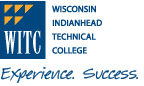 WISCONSIN
INDIANHEAD
TECHNICAL
COLLEGE
WITC
Experience. Success.